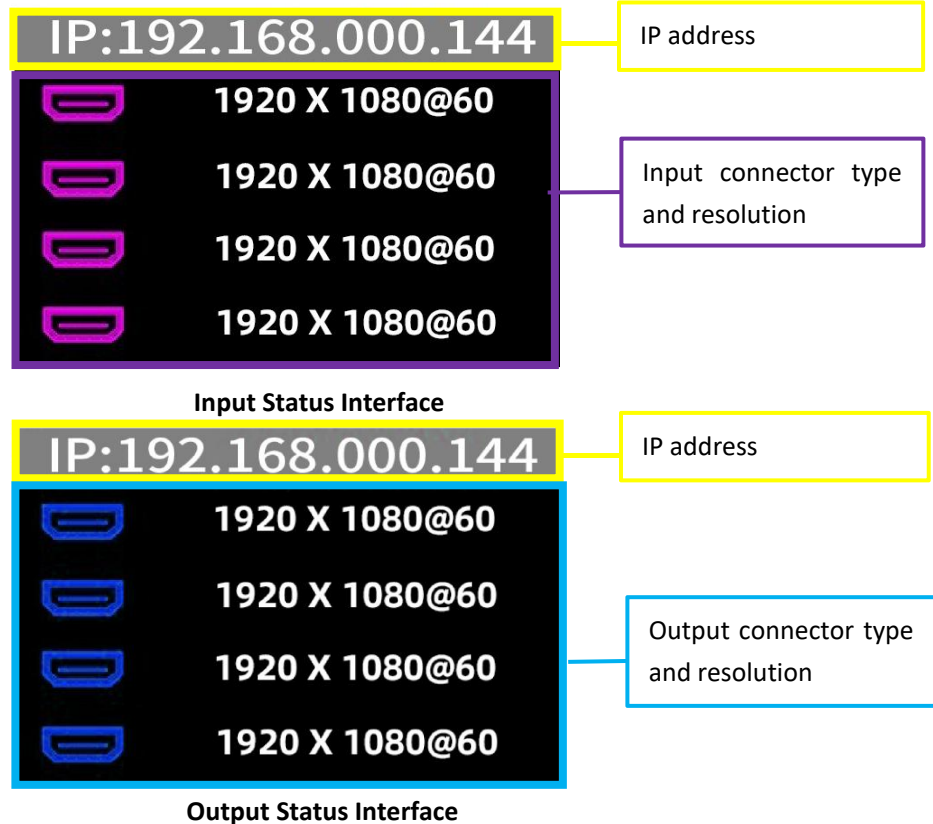 IP:192.168.000.144
IP address
1920 X 1080@60
1920 X 1080@60
1920 X 1080@60
1920 X 1080@60
Input connector type
and resolution
Input Status Interface
IP:192.168.000.144
IP address
1920 X 1080@60
1920 X 1080@60
1920 X 1080@60
1920 X 1080@60
Output connector type
and resolution
Output Status Interface